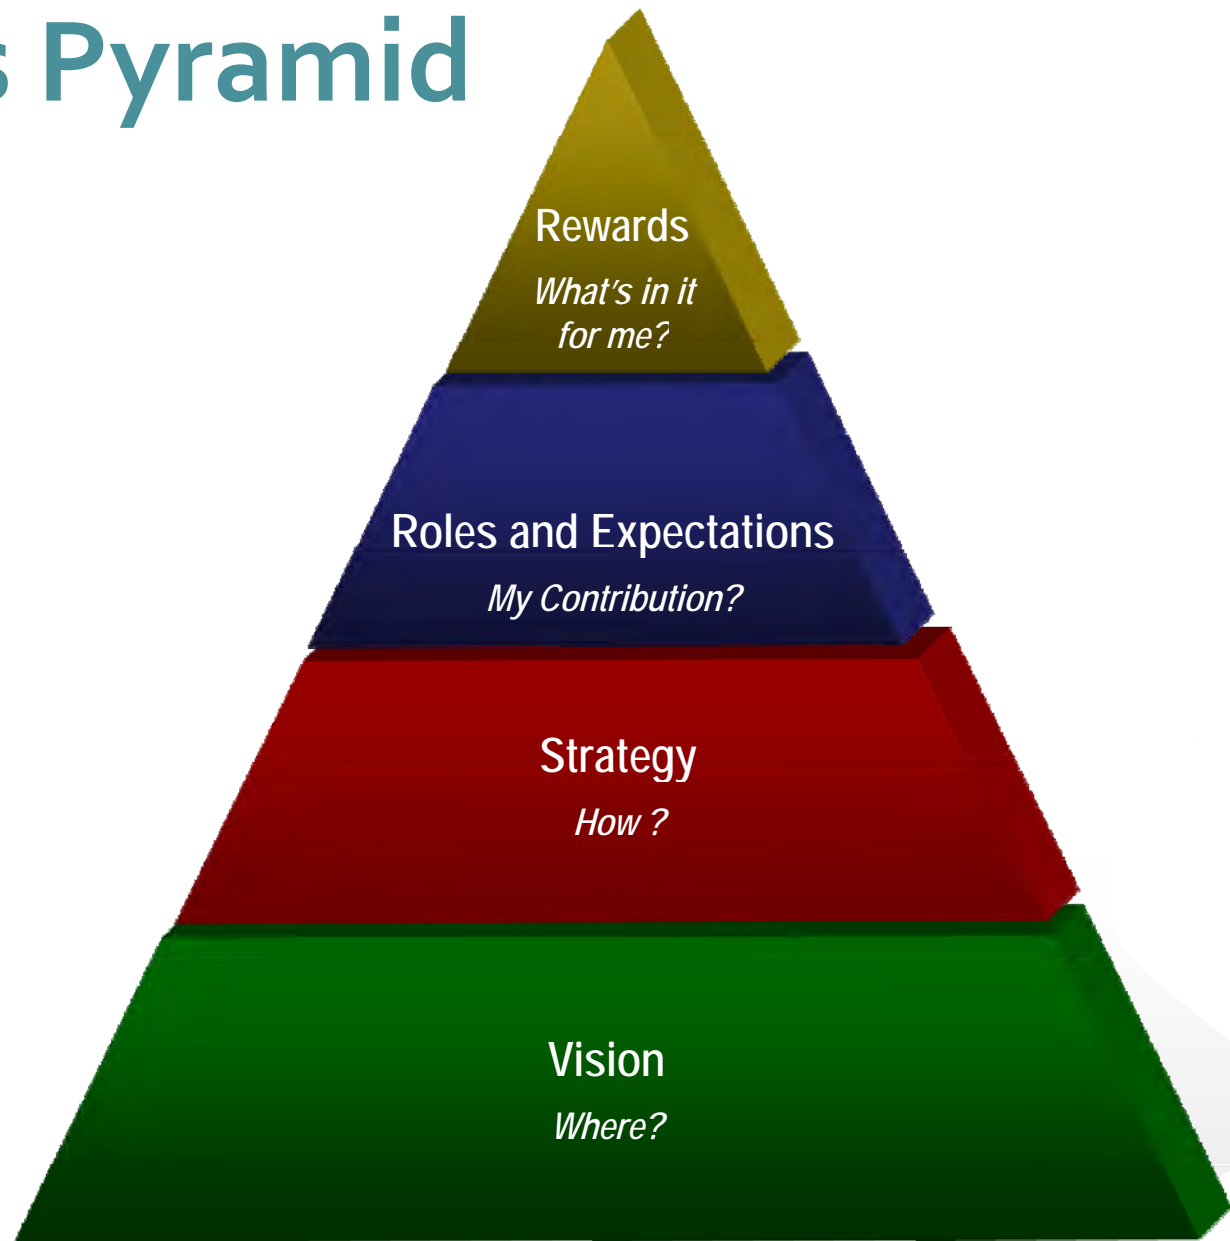 s Pyramid
Rewards
What's in it
for me?
Roles and Expectations
My Contribution?
Strategy
How ?
Vision
Where?